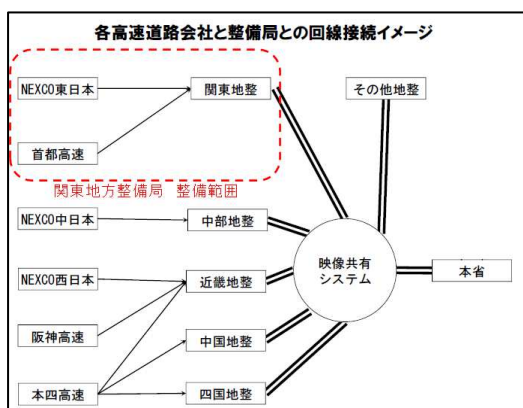 各高速道路会社と整備局との回線接続イメージ
NEXCO東日本
関東地整
その他地整
首都高速
関東地方整備局 整備範囲
NEXCO中日本
中部地整
映像共有
システム
本省
NEXCO西日本
近畿地整
阪神高速
中国地整
本四高速
四国地整